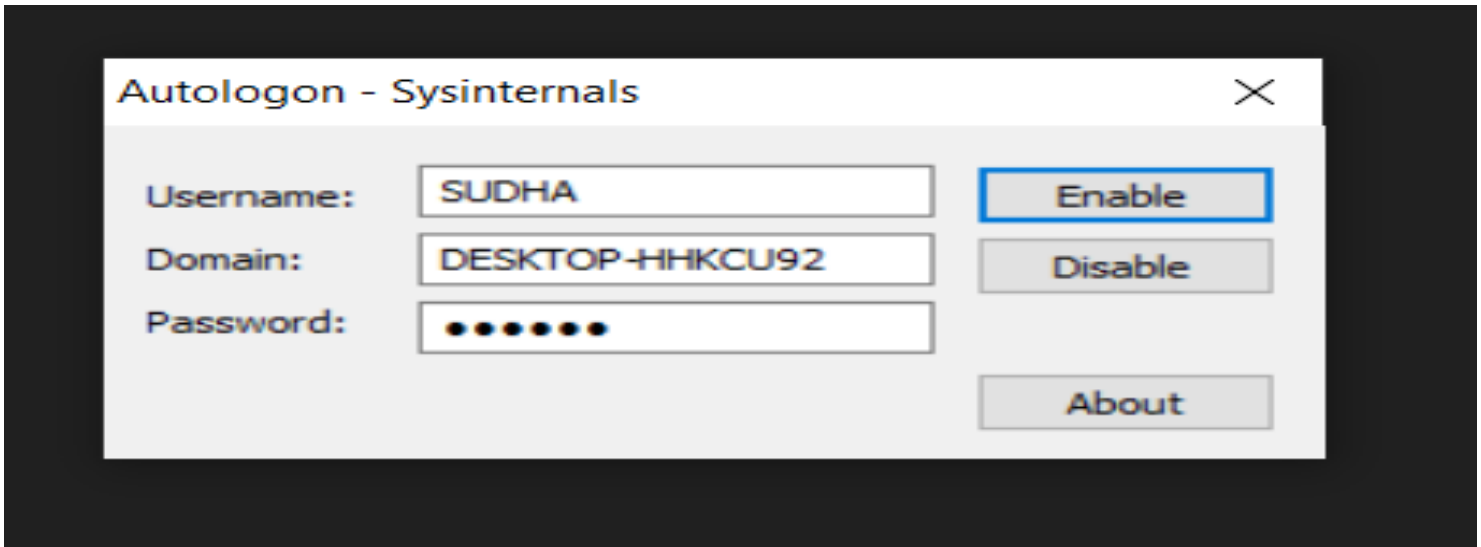 Autologon - Sysinternals
Username: SUDHA Enable
Domain: DESKTOP-HHKCU92 Disable
Password: ●●●●●●
About